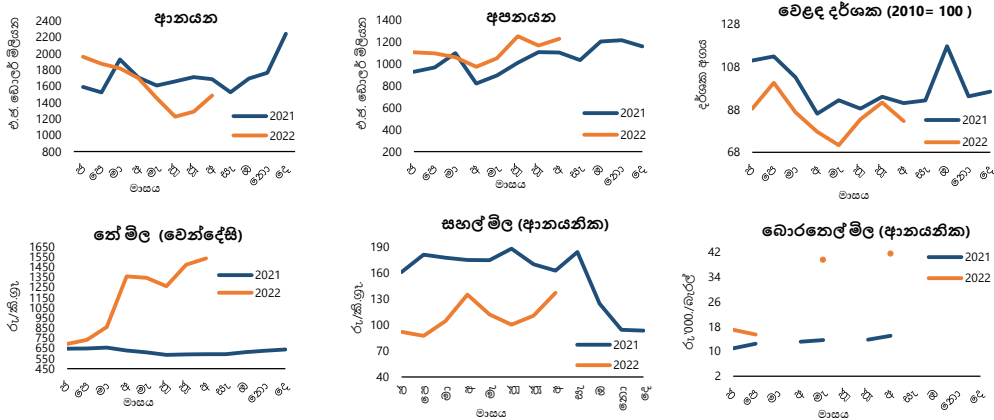 ආනයන
එ.ජ. ඩොලර් මිලියන
2600
2400
2200
2000
1800
1600
1400
1200
1000
800
2021
2022
ජ පෙ මා අ මැ ජූ ජූ අ සැ ඔ නො දෙ
මාසය
අපනයන
එ.ජ. ඩොලර් මිලියන
1400
1200
1000
800
600
400
200
2021
2022
ජ පෙ මා අ මැ ජූ ජූ අ සැ ඔ නො දෙ
මාසය
වෙළඳ දර්ශක (2010= 100 )
දර්ශක අගය
128
108
88
68
2021
2022
ජ පෙ මා අ මැ ජූ ජූ අ සැ ඔ නො දෙ
මාසය
තේ මිල (වෙන්දේසි)
රු/කි.ග්‍රෑ.
1650
1550
1450
1350
1250
1150
1050
950
850
750
650
550
450
2021
2022
ජ පෙ මා අ මැ ජූ ජූ අ සැ ඔ නො දෙ
මාසය
සහල් මිල (ආනයනික)
රු/කි.ග්‍රෑ.
190
160
130
100
70
40
2021
2022
ජ පෙ මා අ මැ ජූ ජූ අ සැ ඔ නො දෙ
මාසය
බොරතෙල් මිල (ආනයනික)
රු'000/බැරල්
42
34
26
18
10
2
2021
2022
ජ පෙ මා අ මැ ජූ ජූ අ සැ ඔ නො දෙ
මාසය